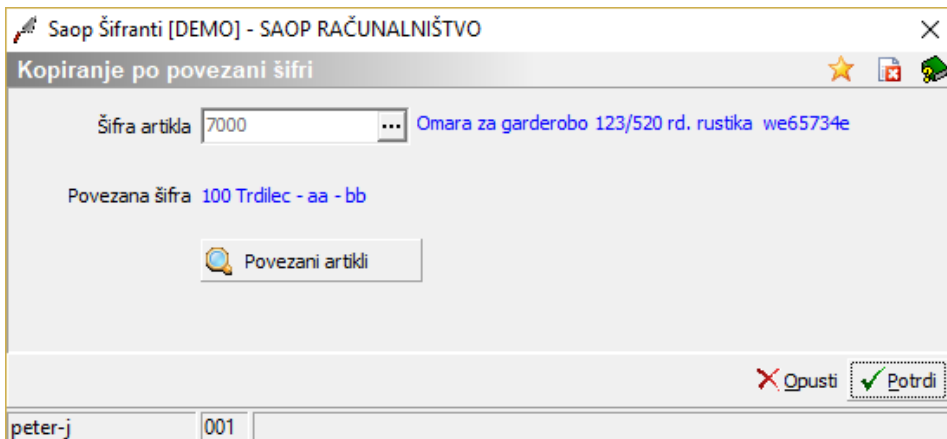 Saop Šifranti [DEMO] - SAOP RAČUNALNIŠTVO
Kopiranje po povezani šifri
Šifra artikla 7000 ... Omara za garderobo 123/520 rd. rustika we65734e
Povezana šifra 100 Trdilec - aa - bb
Povezani artikli
Opusti Potrdi
peter-j 001